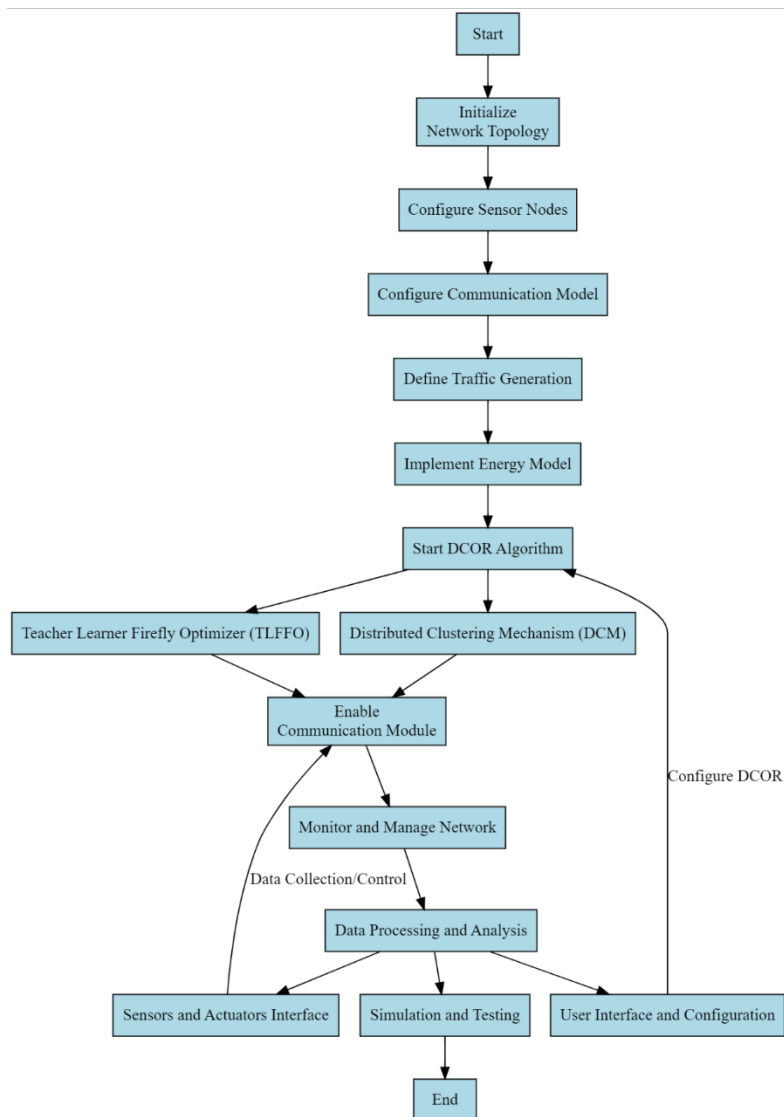 Start
Initialize
Network Topology
Configure Sensor Nodes
Configure Communication Model
Define Traffic Generation
Implement Energy Model
Start DCOR Algorithm
Teacher Learner Firefly Optimizer (TLFFO)
Distributed Clustering Mechanism (DCM)
Enable
Communication Module
Configure DCOR
Monitor and Manage Network
Data Collection/Control
Data Processing and Analysis
Sensors and Actuators Interface
Simulation and Testing
User Interface and Configuration
End